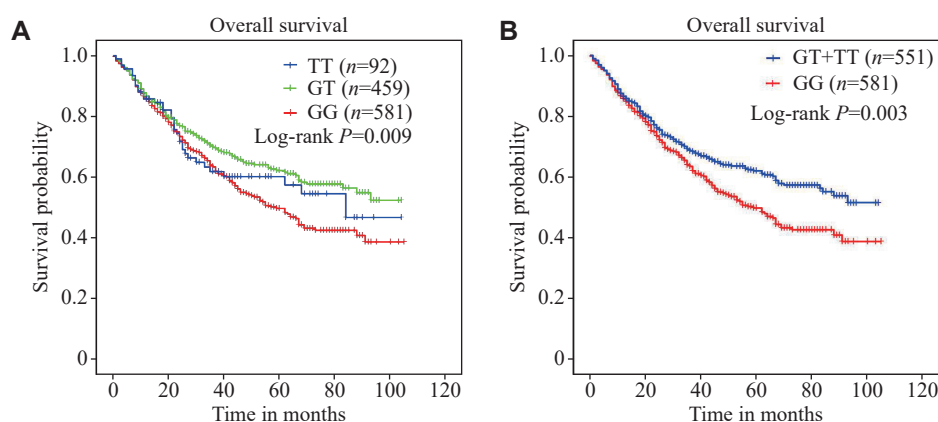 A
Overall survival
1.0
0.8
0.6
0.4
0.2
0
Survival probability
TT (n=92)
GT (n=459)
GG (n=581)
Log-rank P=0.009
0 20 40 60 80 100 120
Time in months
B
Overall survival
1.0
0.8
0.6
0.4
0.2
0
Survival probability
GT+TT (n=551)
GG (n=581)
Log-rank P=0.003
0 20 40 60 80 100 120
Time in months